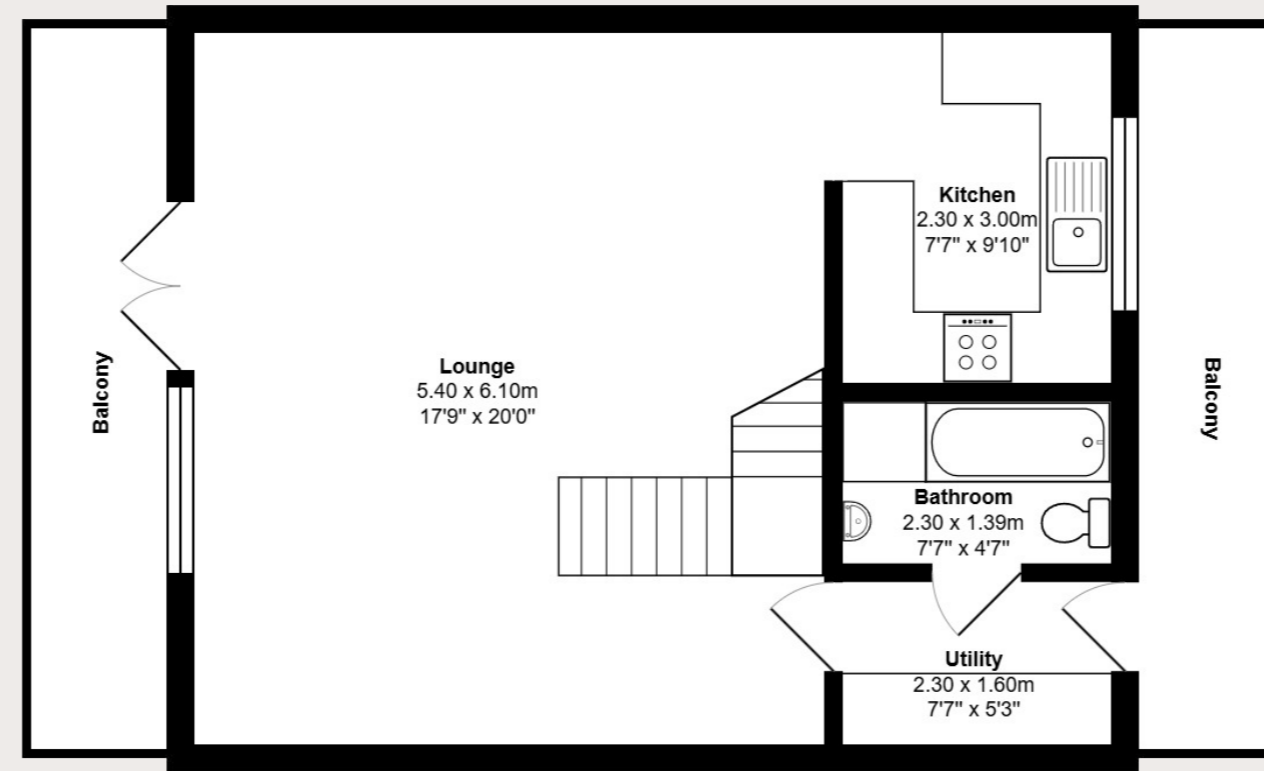 Balcony
Lounge
5.40 x 6.10m
17'9" x 20'0"
Kitchen
2.30 x 3.00m
7'7" x 9'10"
Bathroom
2.30 x 1.39m
7'7" x 4'7"
Utility
2.30 x 1.60m
7'7" x 5'3"
Balcony